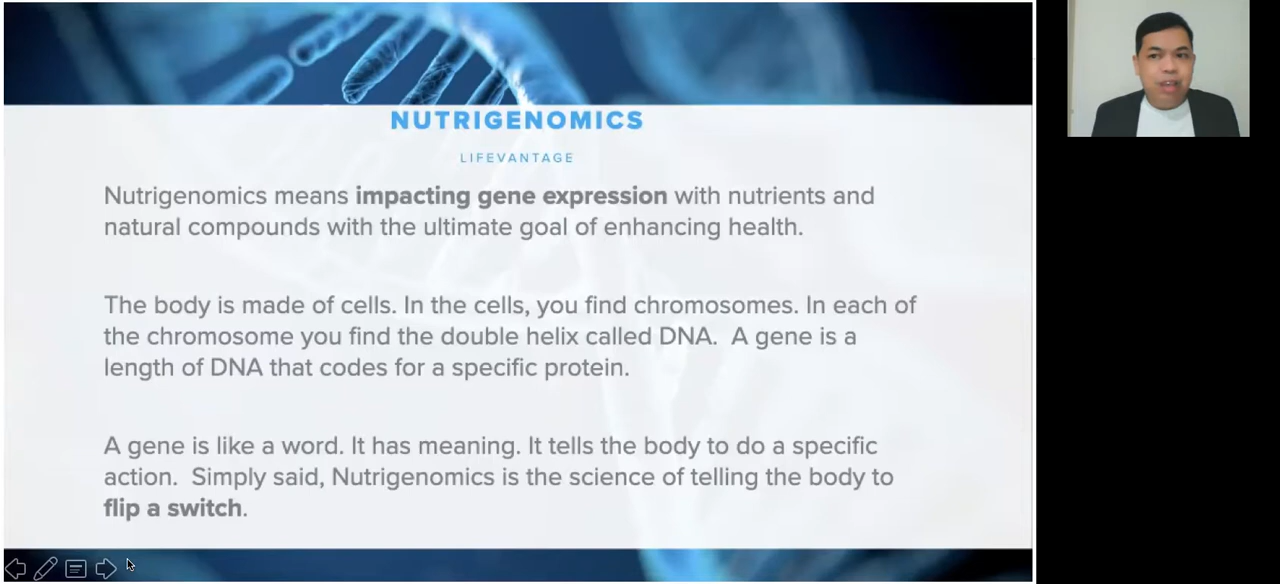 NUTRIGENOMICS
LIFEVANTAGE
Nutrigenomics means impacting gene expression with nutrients and
natural compounds with the ultimate goal of enhancing health.
The body is made of cells. In the cells, you find chromosomes. In each of
the chromosome you find the double helix called DNA.  A gene is a
length of DNA that codes for a specific protein.
A gene is like a word. It has meaning. It tells the body to do a specific
action.  Simply said, Nutrigenomics is the science of telling the body to
flip a switch.